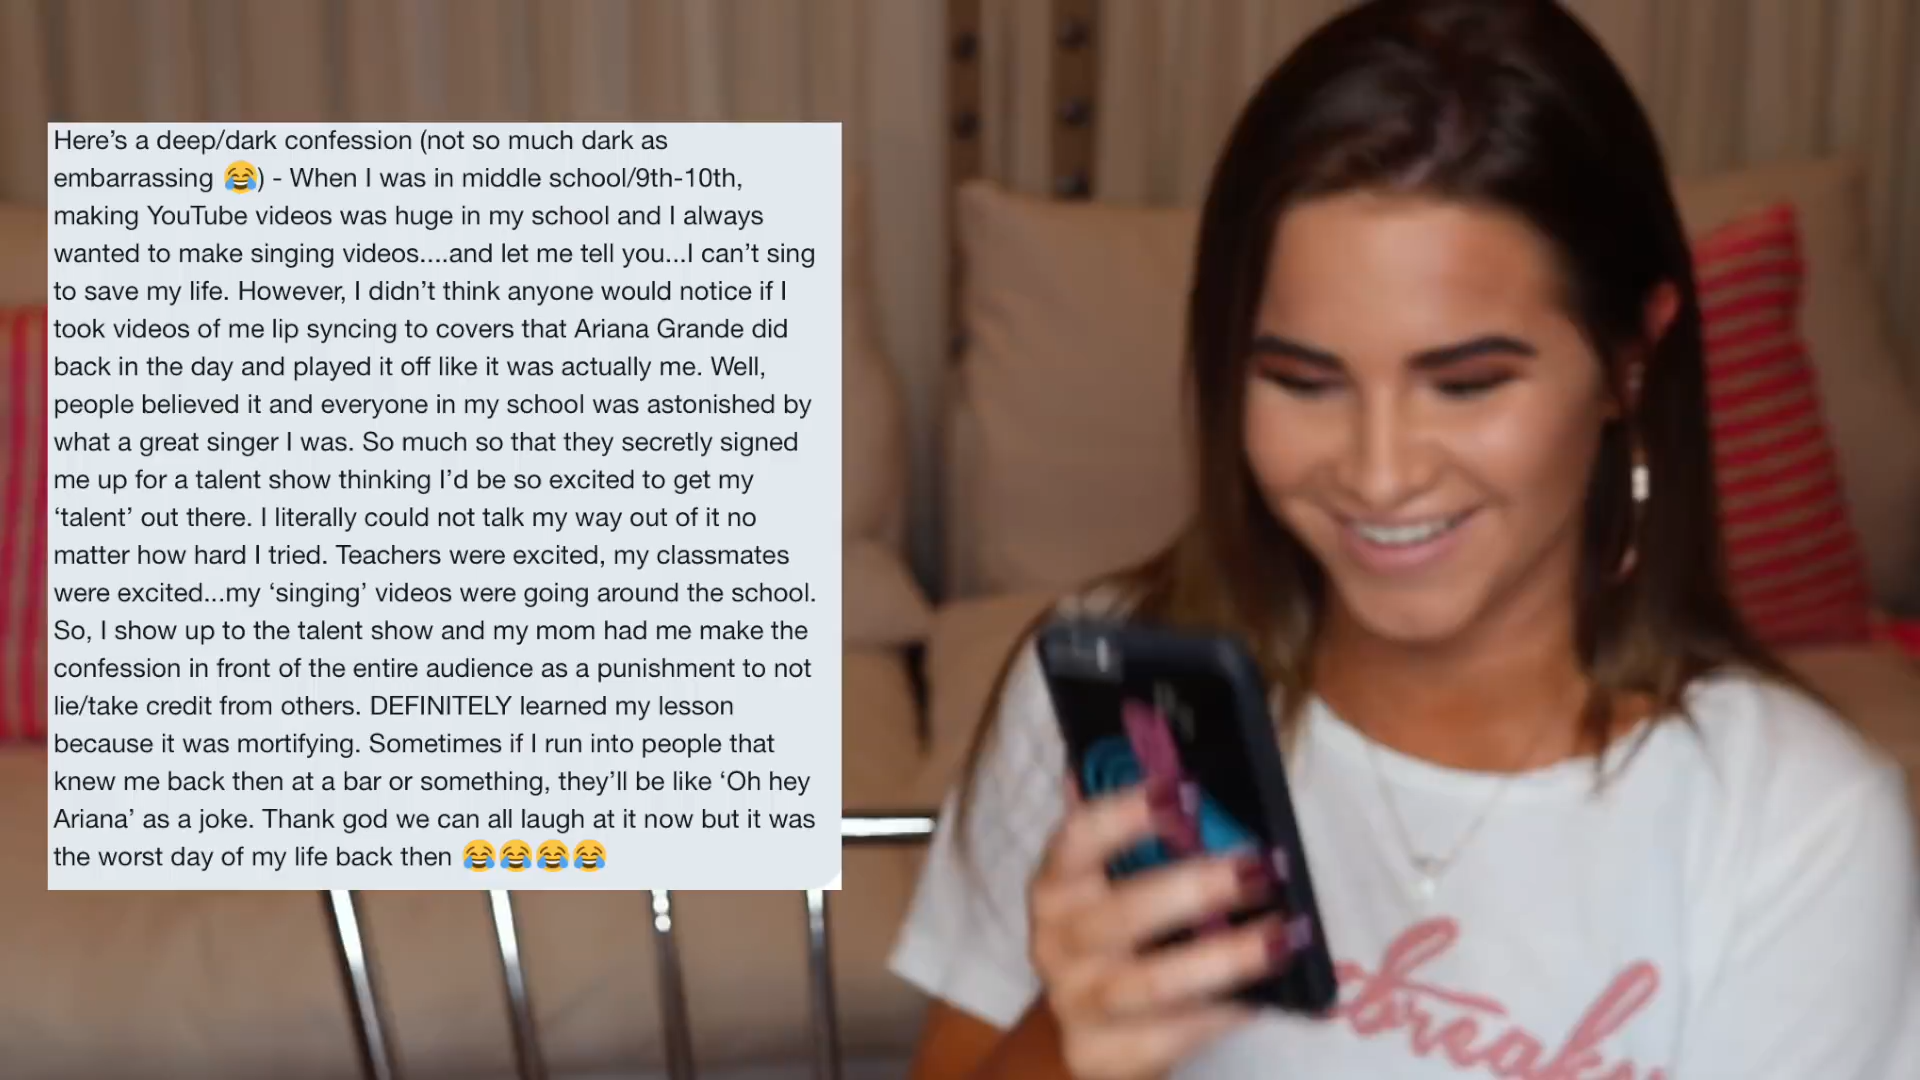 Here’s a deep/dark confession (not so much dark as
embarrassing 😂) - When I was in middle school/9th-10th,
making YouTube videos was huge in my school and I always
wanted to make singing videos....and let me tell you...I can’t sing
to save my life. However, I didn’t think anyone would notice if I
took videos of me lip syncing to covers that Ariana Grande did
back in the day and played it off like it was actually me. Well,
people believed it and everyone in my school was astonished by
what a great singer I was. So much so that they secretly signed
me up for a talent show thinking I’d be so excited to get my
‘talent’ out there. I literally could not talk my way out of it no
matter how hard I tried. Teachers were excited, my classmates
were excited...my ‘singing’ videos were going around the school.
So, I show up to the talent show and my mom had me make the
confession in front of the entire audience as a punishment to not
lie/take credit from others. DEFINITELY learned my lesson
because it was mortifying. Sometimes if I run into people that
knew me back then at a bar or something, they’ll be like ‘Oh hey
Ariana’ as a joke. Thank god we can all laugh at it now but it was
the worst day of my life back then 😂😂😂😂